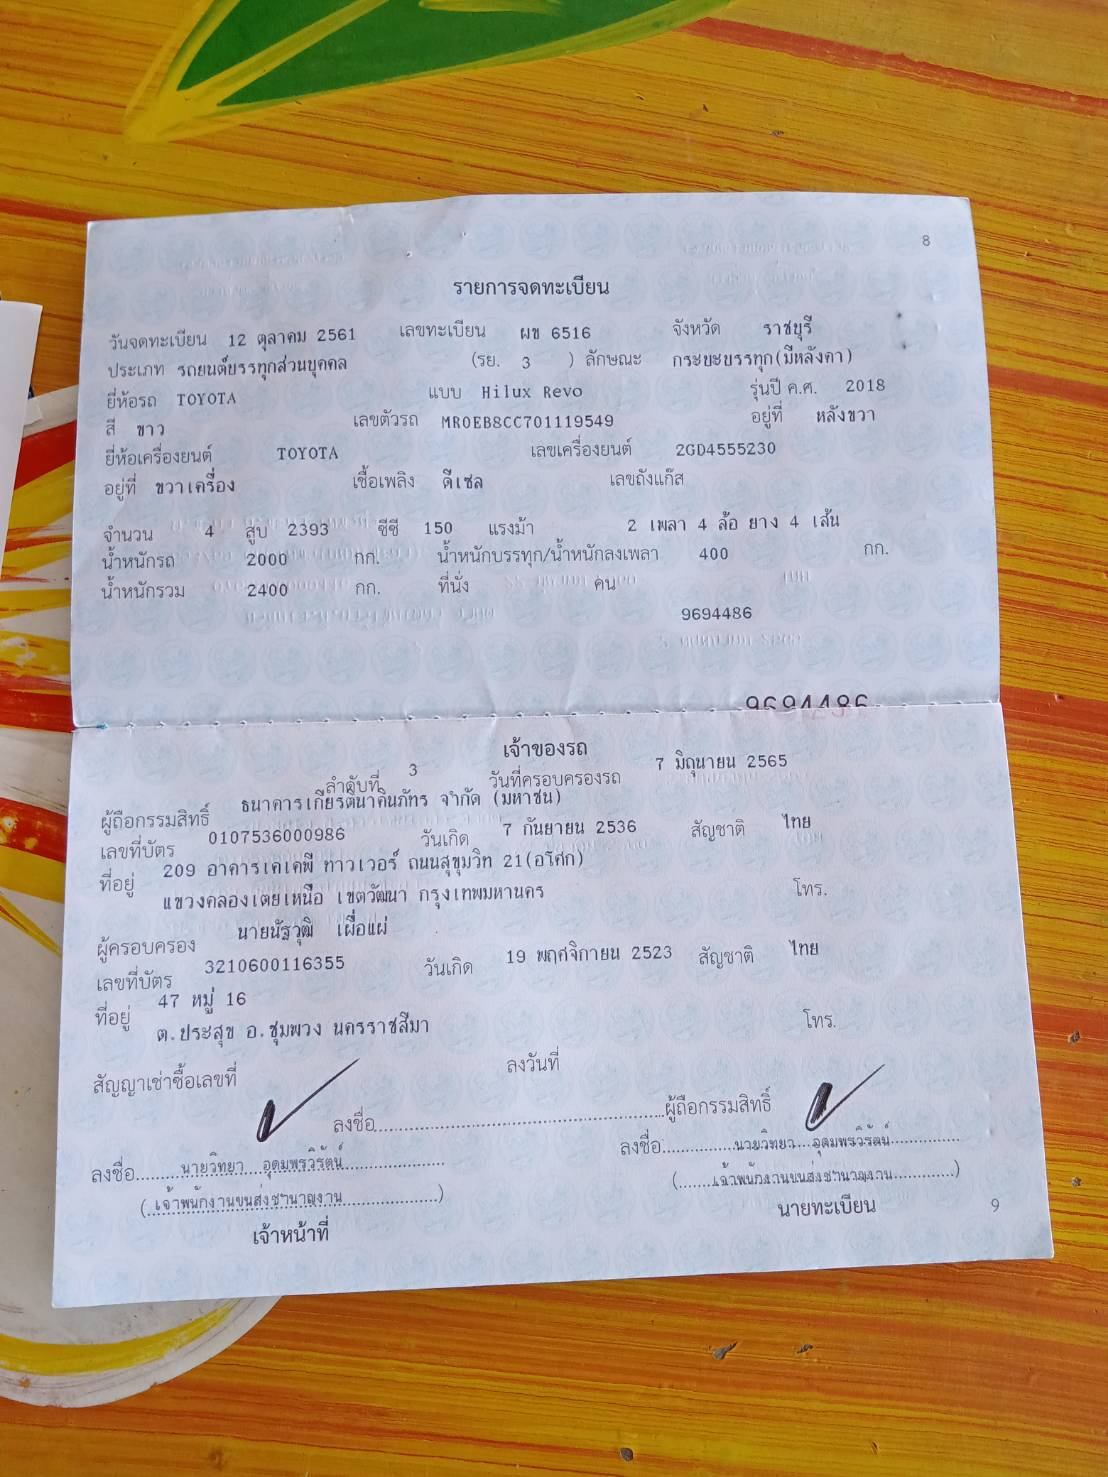 8
รายการจดทะเบียน
วันจดทะเบียน 12 ตุลาคม 2561 เลขทะเบียน ผข 6516 จังหวัด ราชบุรี
ประเภท รถยนต์บรรทุกส่วนบุคคล (รย. 3 ) ลักษณะ กระบะบรรทุก(มีหลังคา)
ยี่ห้อรถ TOYOTA แบบ Hilux Revo รุ่นปี ค.ศ. 2018
สี ขาว เลขตัวรถ MR0EB8CC701119549 อยู่ที่ หลังขวา
ยี่ห้อเครื่องยนต์ TOYOTA เลขเครื่องยนต์ 2GD4555230
อยู่ที่ ขวาเครื่อง เชื้อเพลิง ดีเซล เลขถังแก๊ส
จำนวน 4 สูบ 2393 ซีซี 150 แรงม้า 2 เพลา 4 ล้อ ยาง 4 เส้น
น้ำหนักรถ 2000 กก. น้ำหนักบรรทุก/น้ำหนักลงเพลา 400 กก.
น้ำหนักรวม 2400 กก. ที่นั่ง คน
9694486
9694486
เจ้าของรถ
ลำดับที่ 3 วันที่ครอบครองรถ 7 มิถุนายน 2565
ผู้ถือกรรมสิทธิ์ ธนาคารเกียรตินาคินภัทร จำกัด (มหาชน)
เลขที่บัตร 0107536000986 วันเกิด 7 กันยายน 2536 สัญชาติ ไทย
ที่อยู่ 209 อาคารเคเคพี ทาวเวอร์ ถนนสุขุมวิท 21(อโศก)
แขวงคลองเตยเหนือ เขตวัฒนา กรุงเทพมหานคร โทร.
ผู้ครอบครอง นายนัฐวุฒิ เผื่อแผ่
เลขที่บัตร 3210600116355 วันเกิด 19 พฤศจิกายน 2523 สัญชาติ ไทย
ที่อยู่ 47 หมู่ 16
ต.ประสุข อ.ชุมพวง นครราชสีมา โทร.
สัญญาเช่าซื้อเลขที่ ลงวันที่
ลงชื่อ..........ผู้ถือกรรมสิทธิ์
ลงชื่อ.....นายวิทยา...อุดมพรวิรัตน์.....
(..เจ้าพนักงานขนส่งชำนาญงาน.....)
เจ้าหน้าที่
ลงชื่อ.....นายวิทยา...อุดมพรวิรัตน์.....
(.....เจ้าพนักงานขนส่งชำนาญงาน.....)
นายทะเบียน
9